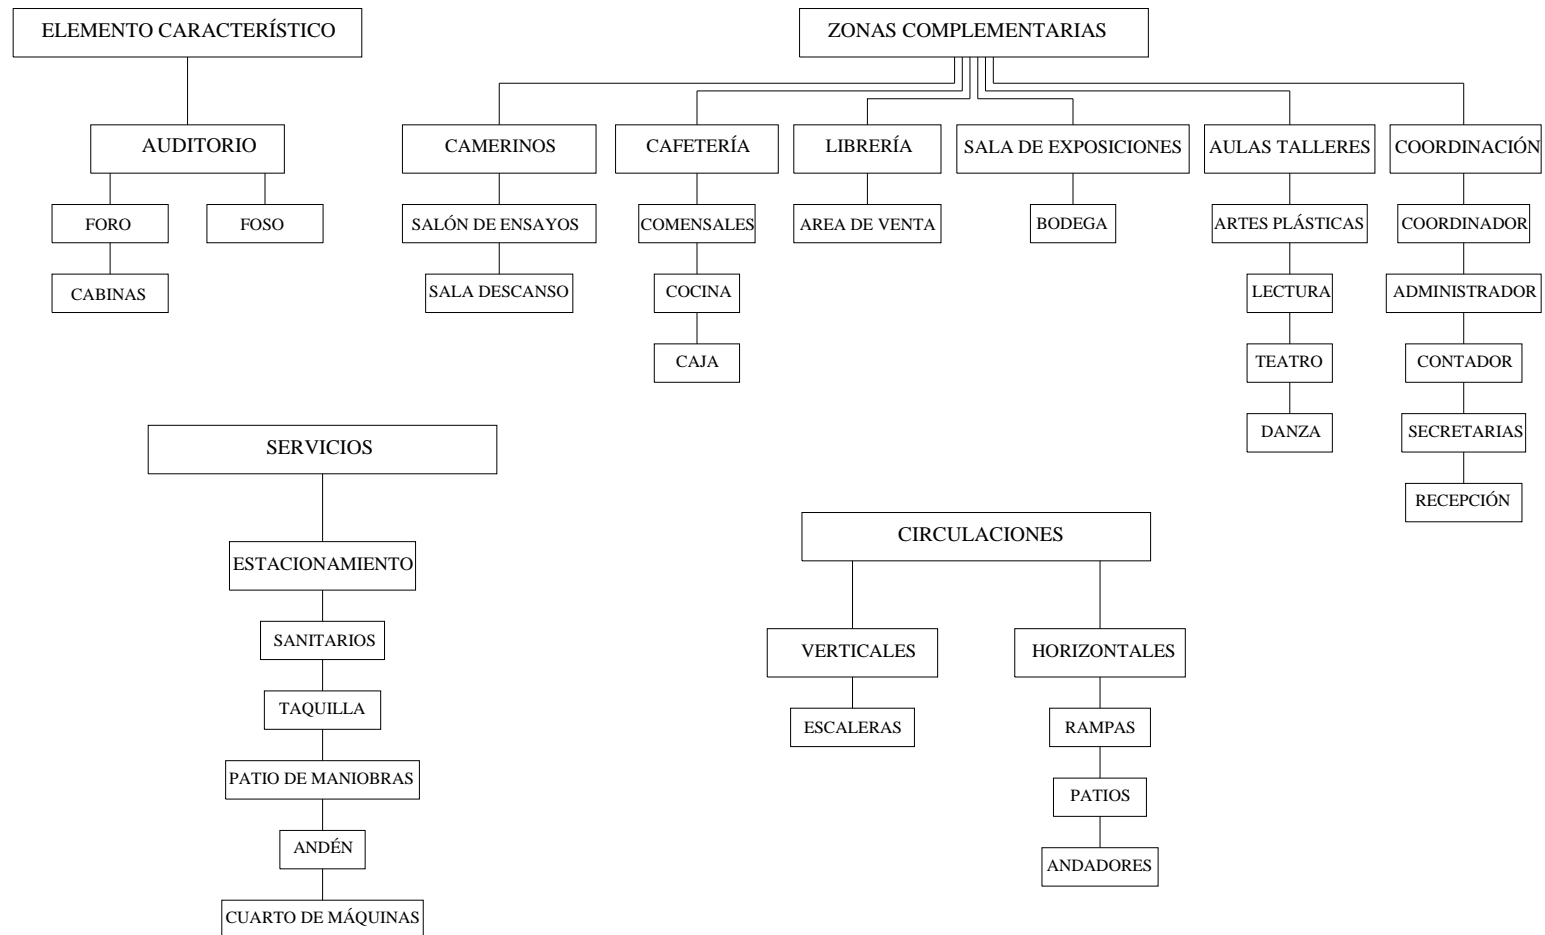 ELEMENTO CARACTERÍSTICO
AUDITORIO
FORO
FOSO
CABINAS
ZONAS COMPLEMENTARIAS
CAMERINOS
SALÓN DE ENSAYOS
SALA DESCANSO
CAFETERÍA
COMENSALES
COCINA
CAJA
LIBRERÍA
AREA DE VENTA
SALA DE EXPOSICIONES
BODEGA
AULAS TALLERES
ARTES PLÁSTICAS
LECTURA
TEATRO
DANZA
COORDINACIÓN
COORDINADOR
ADMINISTRADOR
CONTADOR
SECRETARIAS
RECEPCIÓN
SERVICIOS
ESTACIONAMIENTO
SANITARIOS
TAQUILLA
PATIO DE MANIOBRAS
ANDÉN
CUARTO DE MÁQUINAS
CIRCULACIONES
VERTICALES
ESCALERAS
HORIZONTALES
RAMPAS
PATIOS
ANDADORES